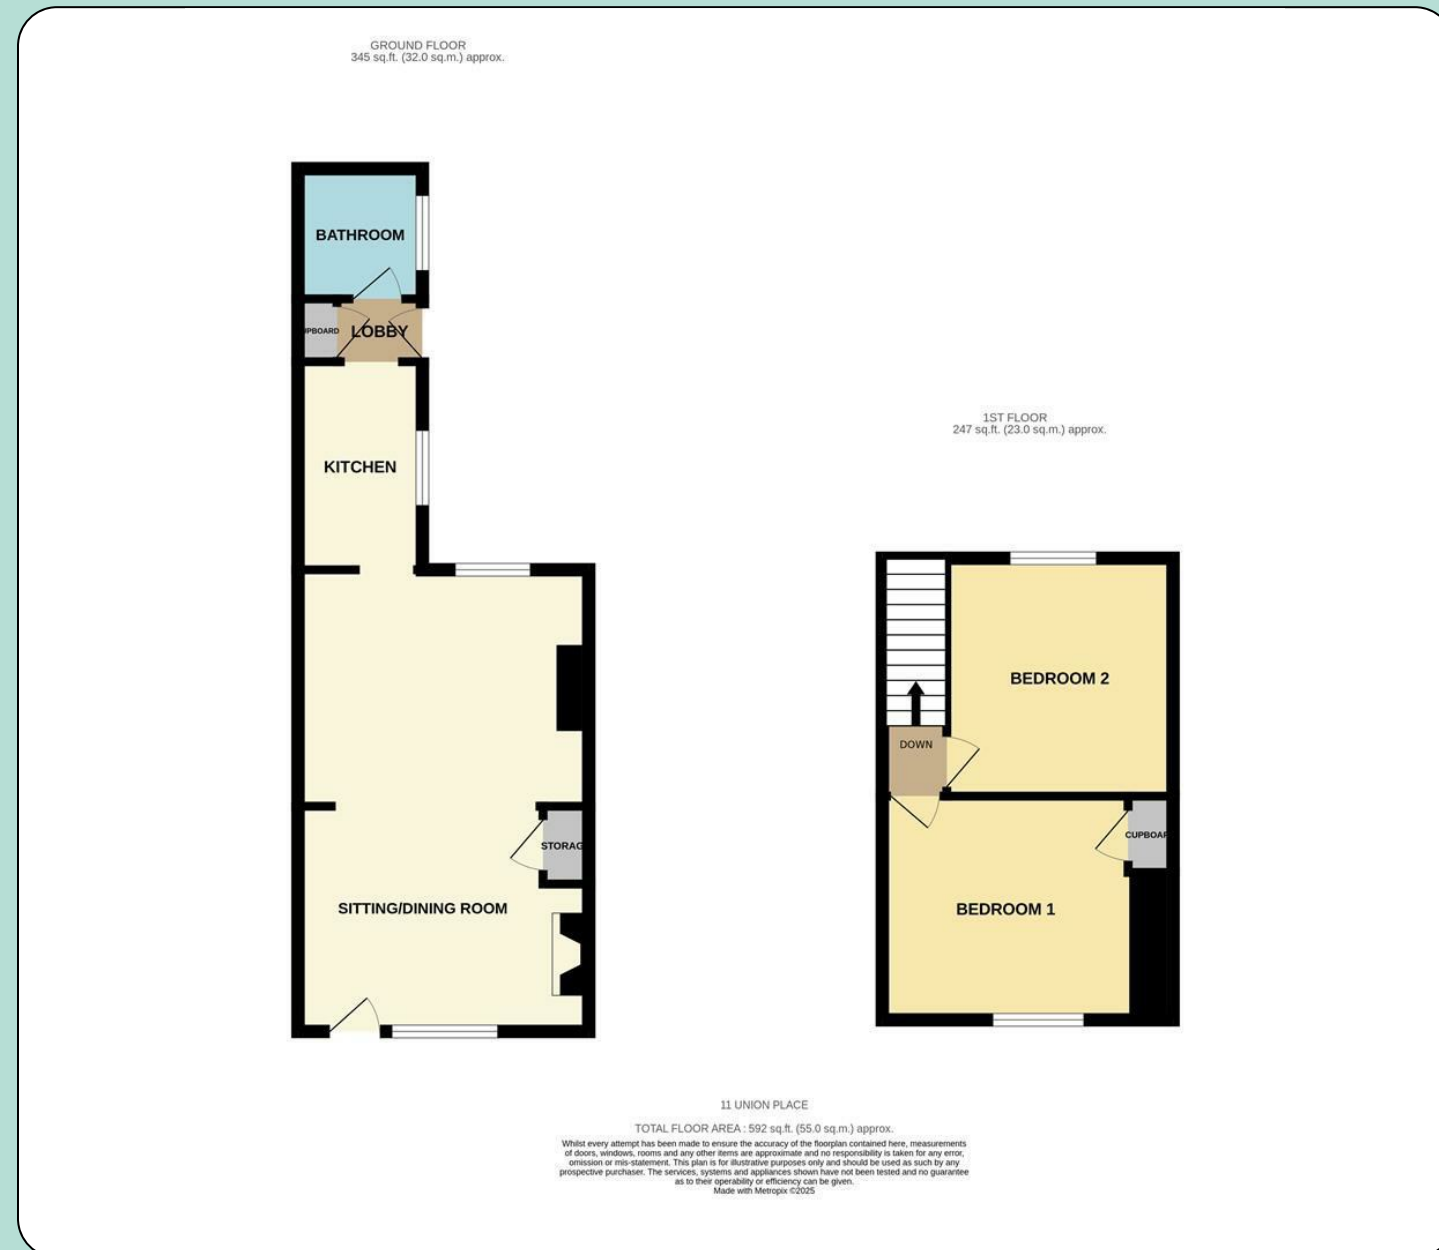 GROUND FLOOR
345 sq.ft. (32.0 sq.m.) approx.
BATHROOM
UPBOARD
LOBBY
KITCHEN
STORAG
SITTING/DINING ROOM
1ST FLOOR
247 sq.ft. (23.0 sq.m.) approx.
BEDROOM 2
DOWN
CUPBOAR
BEDROOM 1
11 UNION PLACE
TOTAL FLOOR AREA : 592 sq.ft. (55.0 sq.m.) approx.
Whilst every attempt has been made to ensure the accuracy of the floorplan contained here, measurements
of doors, windows, rooms and any other items are approximate and no responsibility is taken for any error,
omission or mis-statement. This plan is for illustrative purposes only and should be used as such by any
prospective purchaser. The services, systems and appliances shown have not been tested and no guarantee
as to their operability or efficiency can be given.
Made with Metropix ©2025